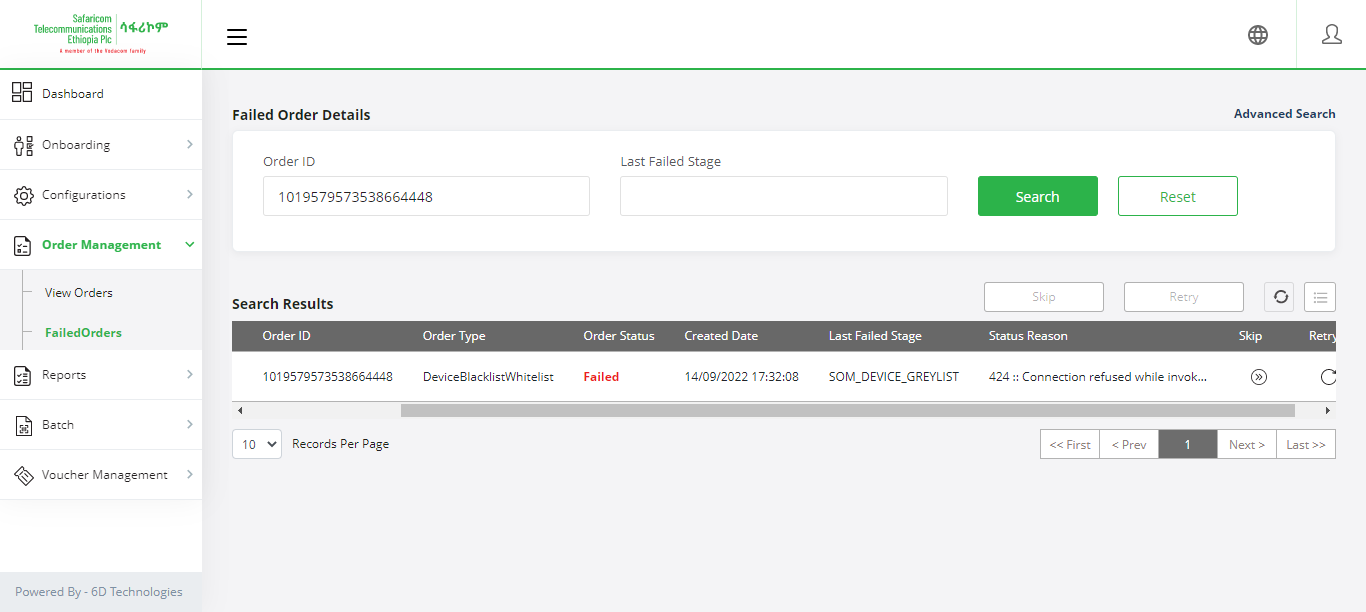 Safaricom
Telecommunications
Ethiopia Plc
ሳፋሪኮም
A member of the Vodacom family
Dashboard
Onboarding
Configurations
Order Management
View Orders
FailedOrders
Reports
Batch
Voucher Management
Powered By - 6D Technologies
Failed Order Details
Advanced Search
Order ID
Last Failed Stage
1019579573538664448
Search
Reset
Search Results
Skip
Retry
Order ID Order Type Order Status Created Date Last Failed Stage Status Reason Skip Retry
1019579573538664448 DeviceBlacklistWhitelist Failed 14/09/2022 17:32:08 SOM_DEVICE_GREYLIST 424 :: Connection refused while invok...
10 Records Per Page
<< First < Prev 1 Next > Last >>